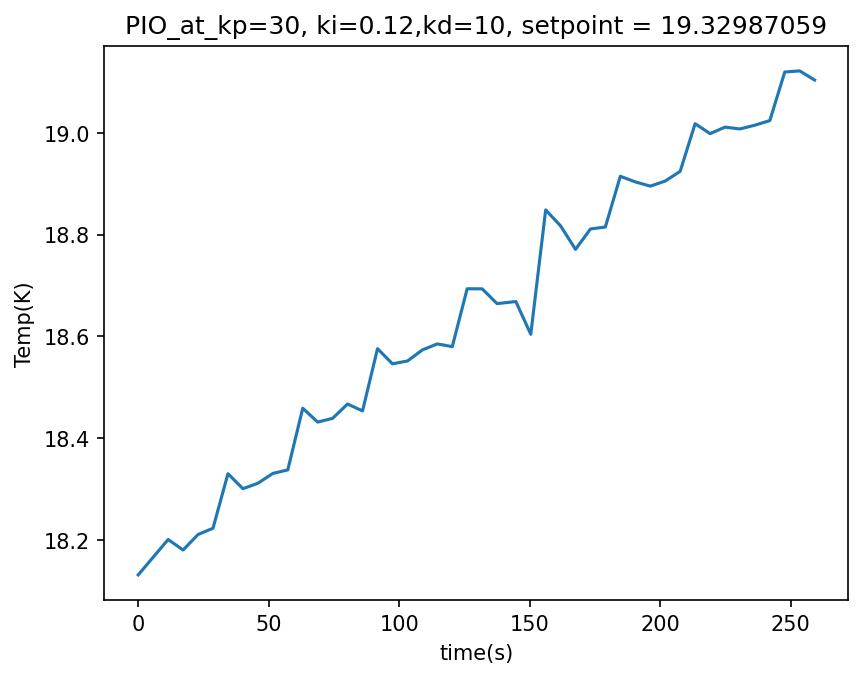 PIO_at_kp=30, ki=0.12,kd=10, setpoint = 19.32987059
19.0
18.8
18.6
18.4
18.2
Temp(K)
0 50 100 150 200 250
time(s)